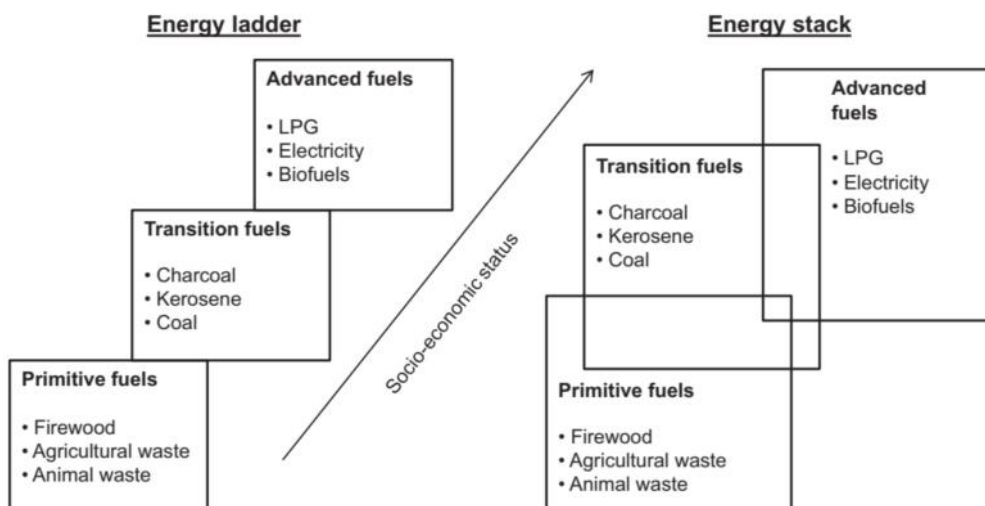 Energy ladder
Advanced fuels
• LPG
• Electricity
• Biofuels
Transition fuels
• Charcoal
• Kerosene
• Coal
Primitive fuels
• Firewood
• Agricultural waste
• Animal waste
Socio-economic status
Energy stack
Advanced
fuels
• LPG
• Electricity
• Biofuels
Transition fuels
• Charcoal
• Kerosene
• Coal
Primitive fuels
• Firewood
• Agricultural waste
• Animal waste